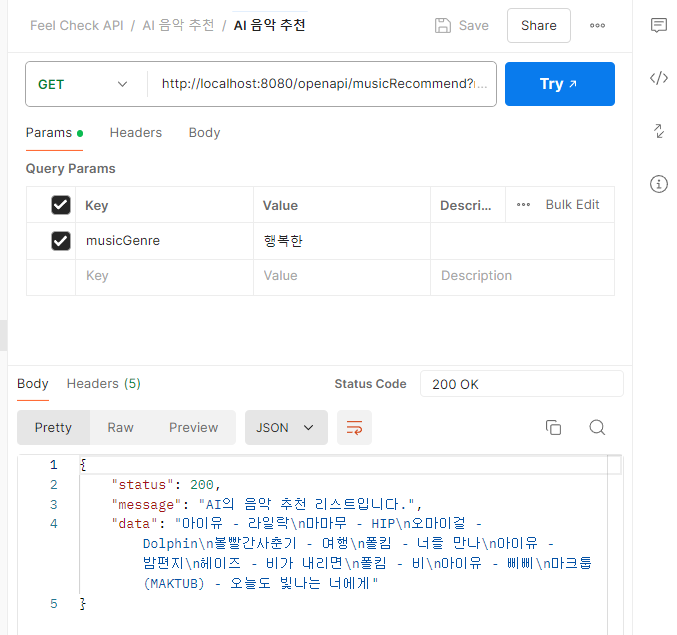 Feel Check API / AI 음악 추천 / AI 음악 추천
Save
Share
GET
http://localhost:8080/openapi/musicRecommend?...
Try ↗
Params
Headers
Body
Query Params
Key
Value
Descri...
Bulk Edit
musicGenre
행복한
Key
Value
Description
Body
Headers (5)
Status Code
200 OK
Pretty
Raw
Preview
JSON
1 {
2 "status": 200,
3 "message": "AI의 음악 추천 리스트입니다.",
4 "data": "아이유 - 라일락\n마마무 - HIP\n오마이걸 -
Dolphin\n볼빨간사춘기 - 여행\n폴킴 - 너를 만나\n아이유 -
밤편지\n헤이즈 - 비가 내리면\n폴킴 - 비\n아이유 - 삐삐\n마크툽
(MAKTUB) - 오늘도 빛나는 너에게"
5 }